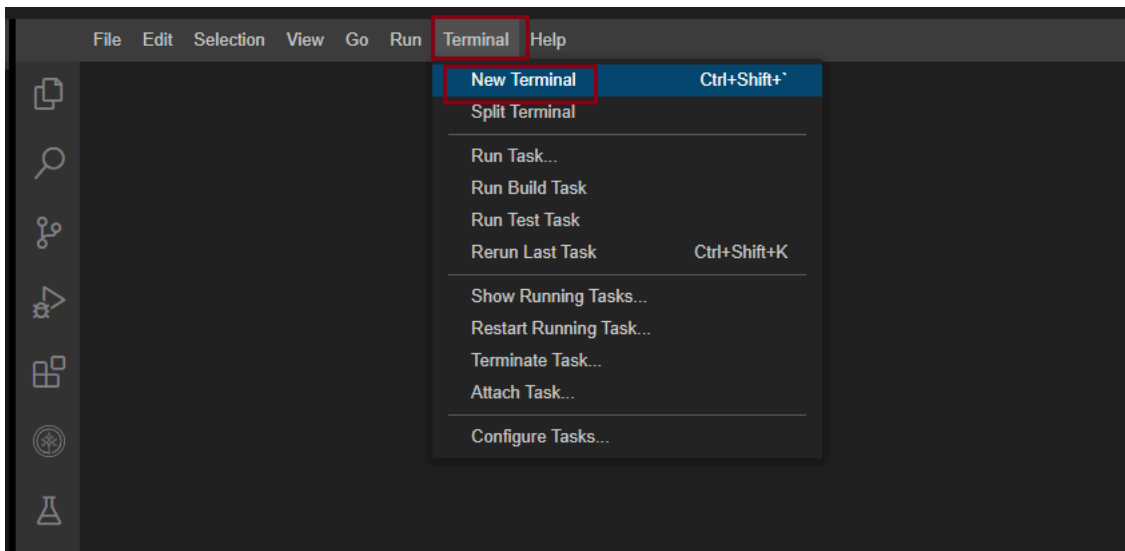 File Edit Selection View Go Run Terminal Help
New Terminal Ctrl+Shift+`
Split Terminal
Run Task...
Run Build Task
Run Test Task
Rerun Last Task Ctrl+Shift+K
Show Running Tasks...
Restart Running Task...
Terminate Task...
Attach Task...
Configure Tasks...